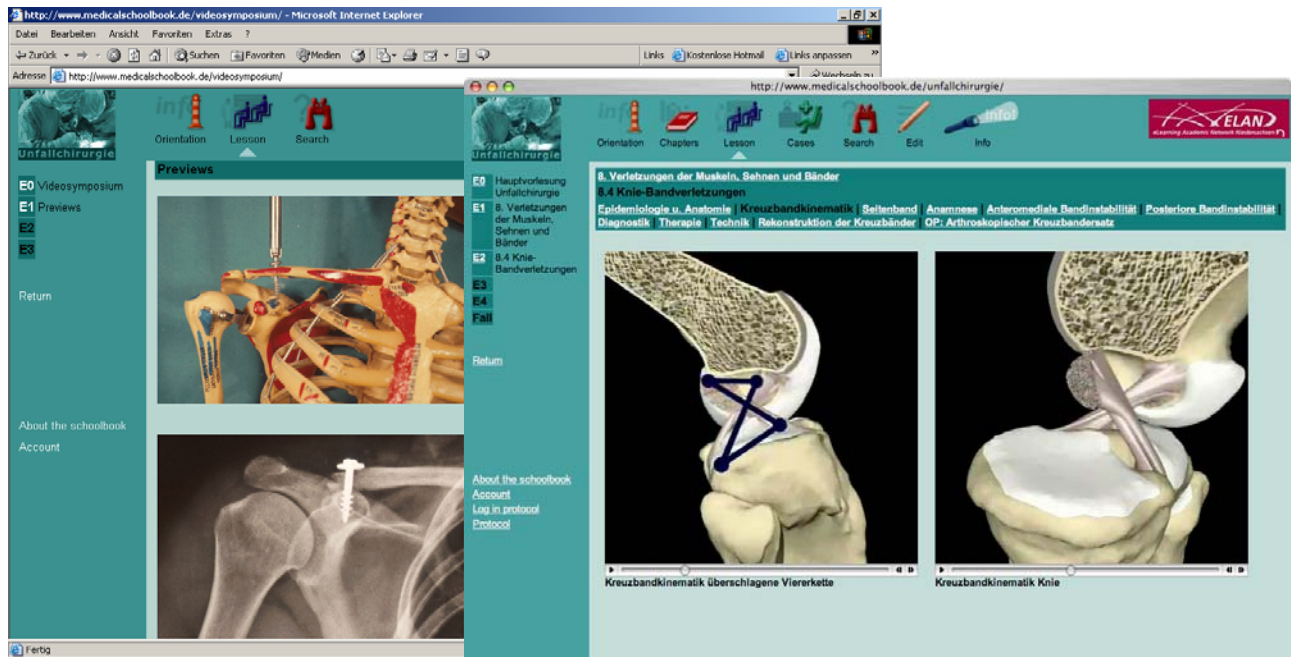 http://www.medicalschoolbook.de/videosymposium/ - Microsoft Internet Explorer
Datei Bearbeiten Ansicht Favoriten Extras ?
Zurück Suchen Favoriten Medien Links Kostenlose Hotmail Links anpassen »
Adresse http://www.medicalschoolbook.de/videosymposium/ Wechseln zu
Unfallchirurgie
info Orientation Lesson ? Search
Previews
E0 Videosymposium
E1 Previews
E2
E3
Return
About the schoolbook
Account
Fertig
http://www.medicalschoolbook.de/unfallchirurgie/
Unfallchirurgie
info Orientation Chapters Lesson Cases ? Search Edit info! Info
ELAN
eLearning Academic Network Niedersachsen
E0 Hauptvorlesung
Unfallchirurgie
E1 8. Verletzungen
der Muskeln,
Sehnen und
Bänder
E2 8.4 Knie-
Bandverletzungen
E3
E4
Fall
Return
About the schoolbook
Account
Log in protocol
Protocol
8. Verletzungen der Muskeln, Sehnen und Bänder
8.4 Knie-Bandverletzungen
Epidemiologie u. Anatomie | Kreuzbandkinematik | Seitenband | Anamnese | Anteromediale Bandinstabilität | Posteriore Bandinstabilität |
Diagnostik | Therapie | Technik | Rekonstruktion der Kreuzbänder | OP: Arthroskopischer Kreuzbandersatz
Kreuzbandkinematik überschlagene Viererkette
Kreuzbandkinematik Knie